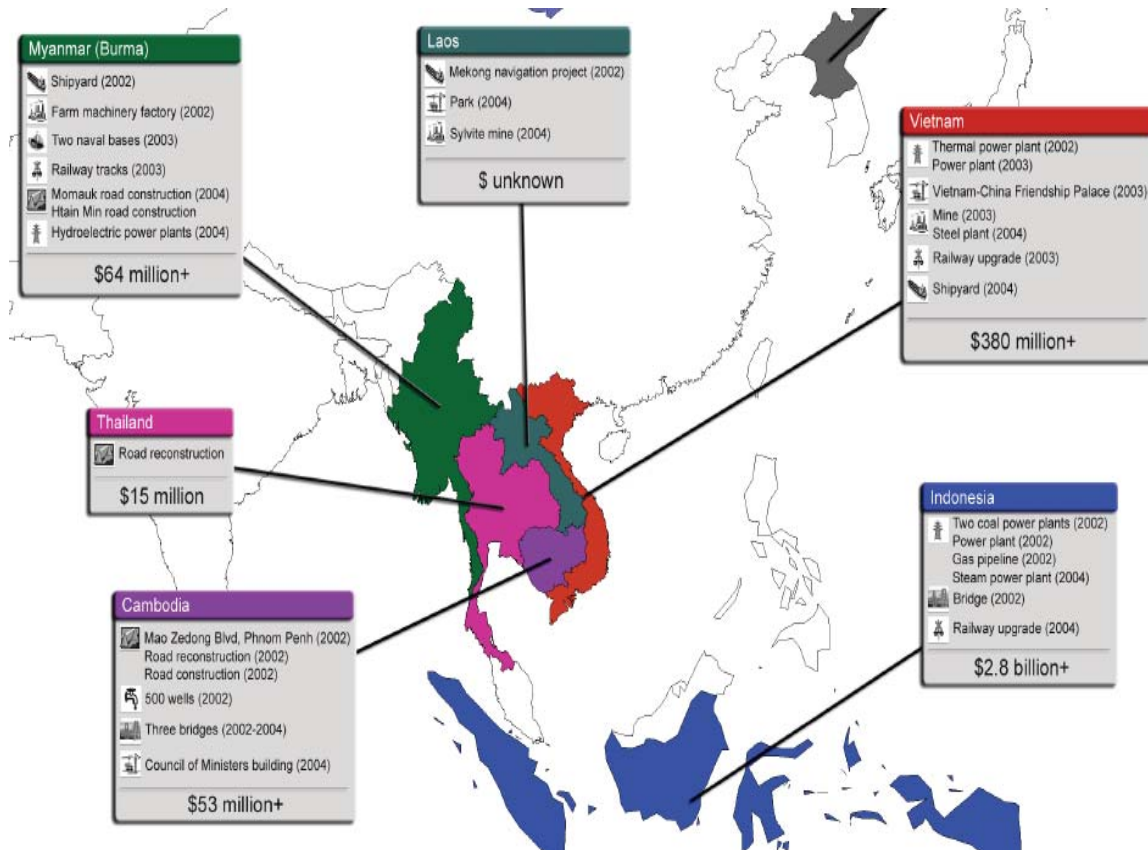 Myanmar (Burma)
Shipyard (2002)
Farm machinery factory (2002)
Two naval bases (2003)
Railway tracks (2003)
Momauk road construction (2004)
Htain Min road construction
Hydroelectric power plants (2004)
$64 million+
Laos
Mekong navigation project (2002)
Park (2004)
Sylvite mine (2004)
$ unknown
Vietnam
Thermal power plant (2002)
Power plant (2003)
Vietnam-China Friendship Palace (2003)
Mine (2003)
Steel plant (2004)
Railway upgrade (2003)
Shipyard (2004)
$380 million+
Thailand
Road reconstruction
$15 million
Cambodia
Mao Zedong Blvd, Phnom Penh (2002)
Road reconstruction (2002)
Road construction (2002)
500 wells (2002)
Three bridges (2002-2004)
Council of Ministers building (2004)
$53 million+
Indonesia
Two coal power plants (2002)
Power plant (2002)
Gas pipeline (2002)
Steam power plant (2004)
Bridge (2002)
Railway upgrade (2004)
$2.8 billion+